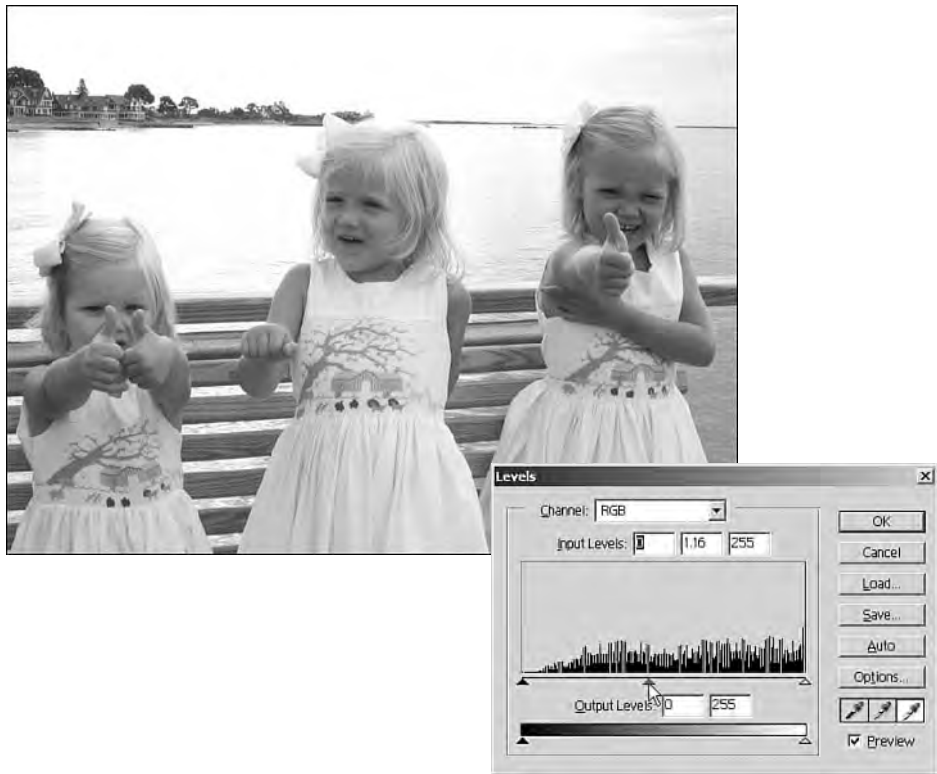 Levels
Channel: RGB
Input Levels: 0 1.16 255
Output Levels: 0 255
OK
Cancel
Load...
Save...
Auto
Options...
Preview